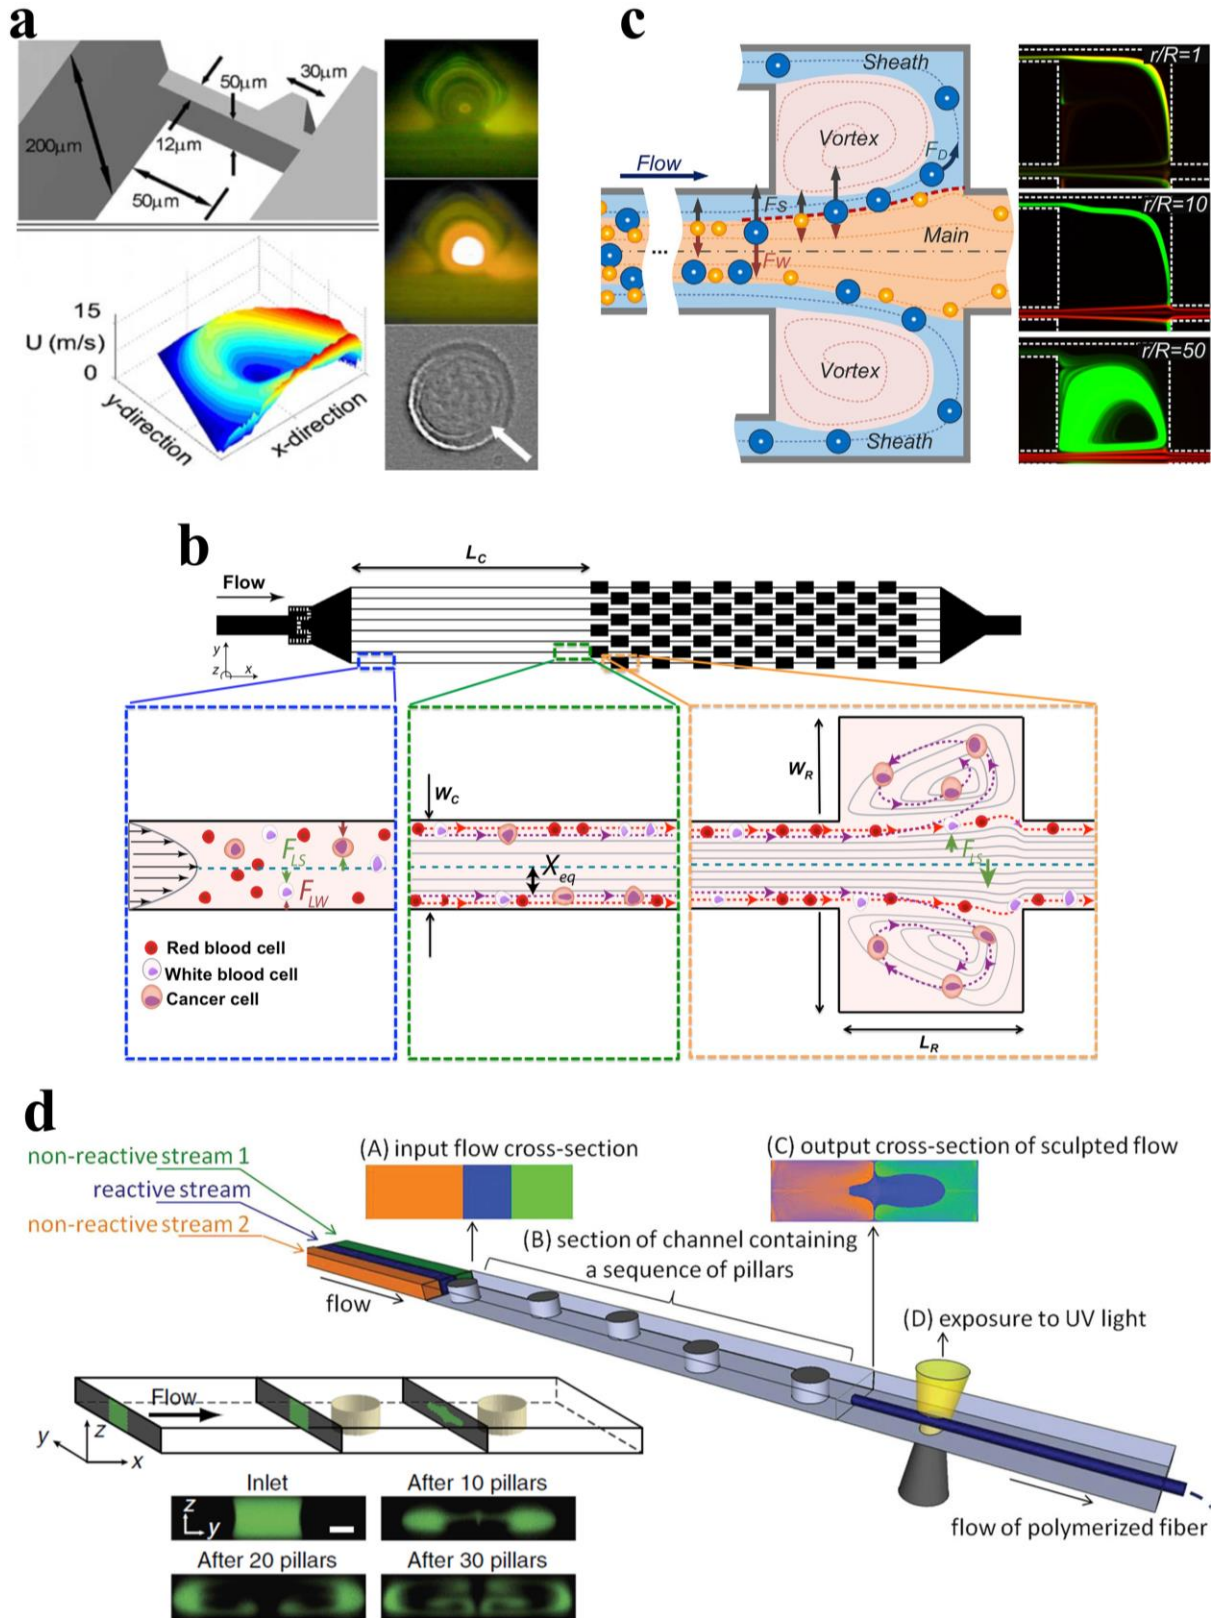 a
50μm
30μm
200μm
12μm
50μm
15
U (m/s)
0
y-direction
x-direction
c
Sheath
Vortex
F_D
Flow
Fs
Main
...
Fw
Vortex
Sheath
r/R=1
r/R=10
r/R=50
b
L_C
Flow
y
z
x
W_C
W_R
F_LS
X_eq
F_LS
F_LW
Red blood cell
White blood cell
Cancer cell
L_R
d
non-reactive stream 1
reactive stream
non-reactive stream 2
(A) input flow cross-section
(C) output cross-section of sculpted flow
(B) section of channel containing
a sequence of pillars
flow
(D) exposure to UV light
Flow
y
z
x
Inlet
After 10 pillars
z
y
After 20 pillars
After 30 pillars
flow of polymerized fiber